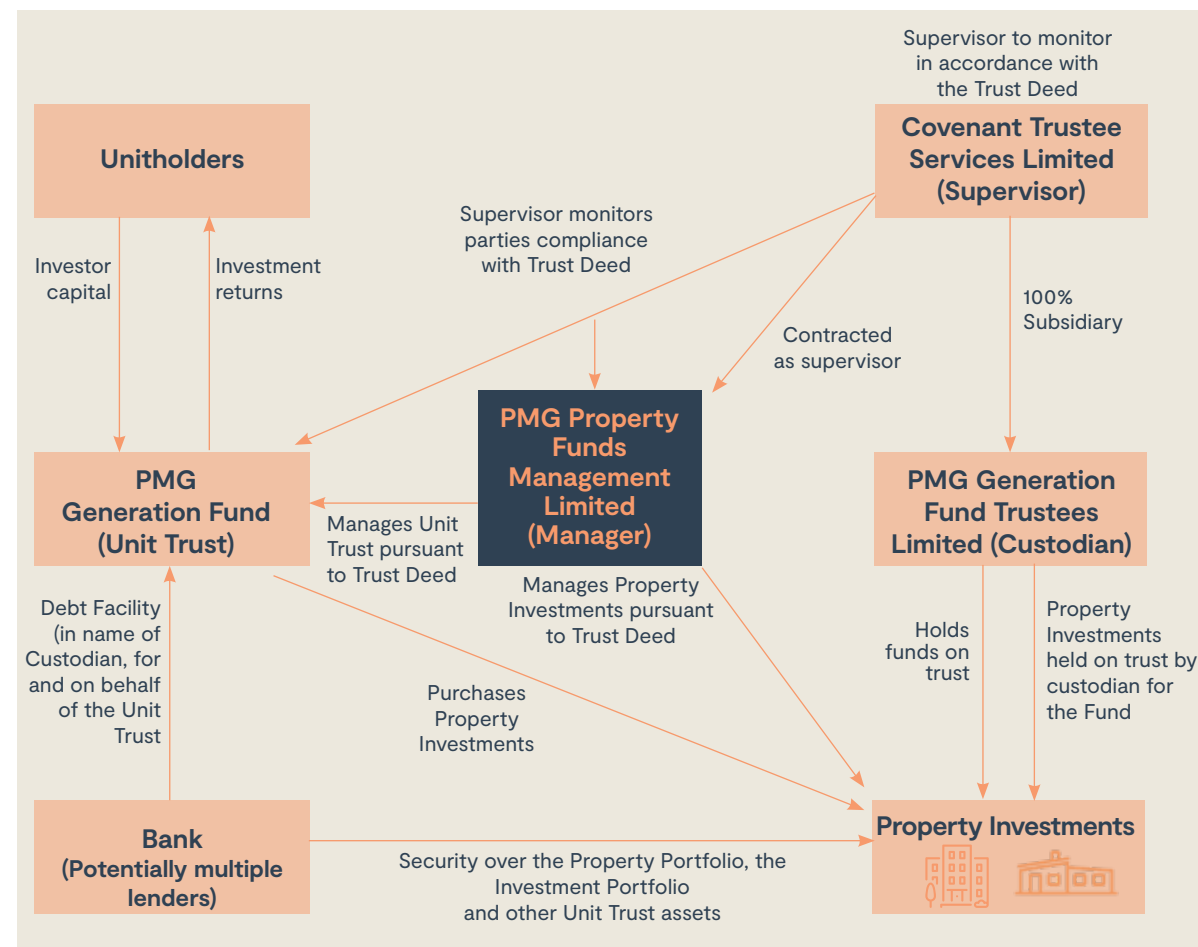 Supervisor to monitor
in accordance with
the Trust Deed
Unitholders
Covenant Trustee
Services Limited
(Supervisor)
Supervisor monitors
parties compliance
with Trust Deed
Investor
capital
Investment
returns
100%
Subsidiary
Contracted
as supervisor
PMG
Generation Fund
(Unit Trust)
PMG Property
Funds
Management
Limited
(Manager)
PMG Generation
Fund Trustees
Limited (Custodian)
Manages Unit
Trust pursuant
to Trust Deed
Manages Property
Investments pursuant
to Trust Deed
Debt Facility
(in name of
Custodian, for
and on behalf
of the Unit
Trust
Holds
funds on
trust
Property
Investments
held on trust by
custodian for
the Fund
Purchases
Property
Investments
Bank
(Potentially multiple
lenders)
Security over the Property Portfolio, the
Investment Portfolio
and other Unit Trust assets
Property Investments